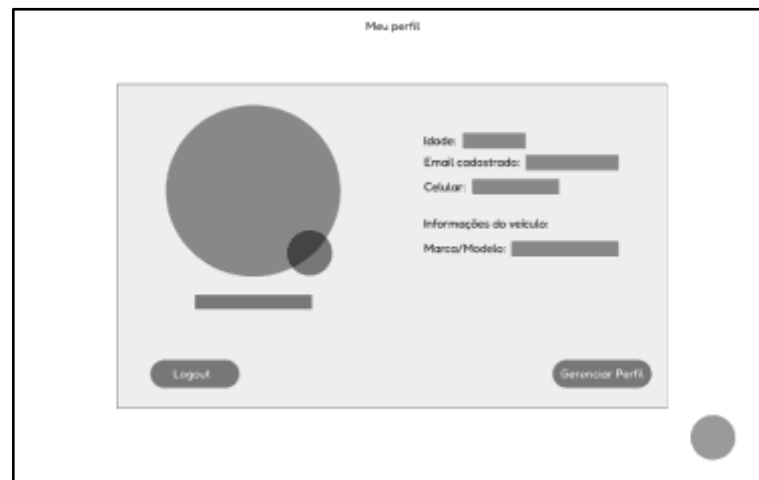 Meu perfil
Idade:
Email cadastrado:
Celular:
Informações do veículo:
Marca/Modelo:
Logout
Gerenciar Perfil